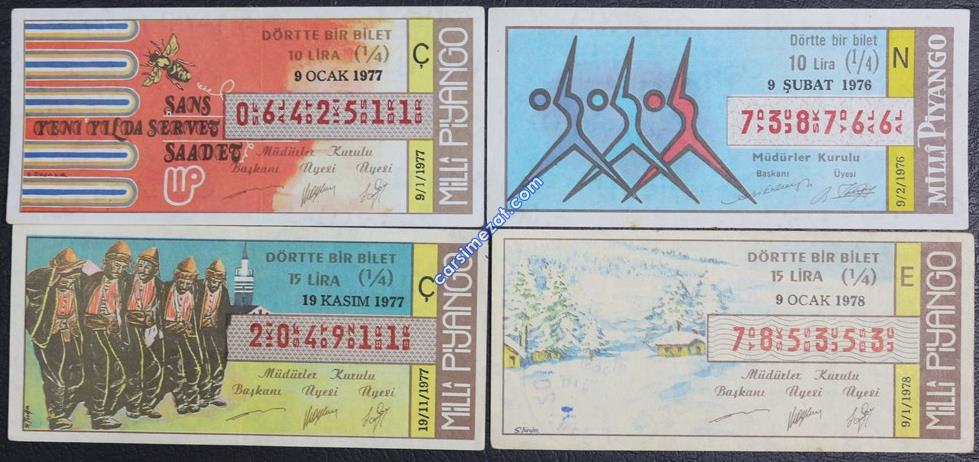 DÖRTTE BİR BİLET
10 LİRA (1/4)
9 OCAK 1977
Ç
ŞANS
YENİ YILDA SERVET
SAADET
0642511
Müdürler Kurulu
Başkanı Üyesi Üyesi
MP
9/1/1977
MİLLİ PİYANGO
Dörtte bir bilet
10 Lira (1/4)
9 ŞUBAT 1976
N
738766
Müdürler Kurulu
Başkanı Üyesi
9/2/1976
MİLLİ PİYANGO
carsimezat.com
DÖRTTE BİR BİLET
15 LİRA (1/4)
19 KASIM 1977
Ç
204911
Müdürler Kurulu
Başkanı Üyesi Üyesi
19/11/1977
MİLLİ PİYANGO
DÖRTTE BİR BİLET
15 LİRA (1/4)
9 OCAK 1978
E
785353
Müdürler Kurulu
Başkanı Üyesi Üyesi
9/1/1978
MİLLİ PİYANGO